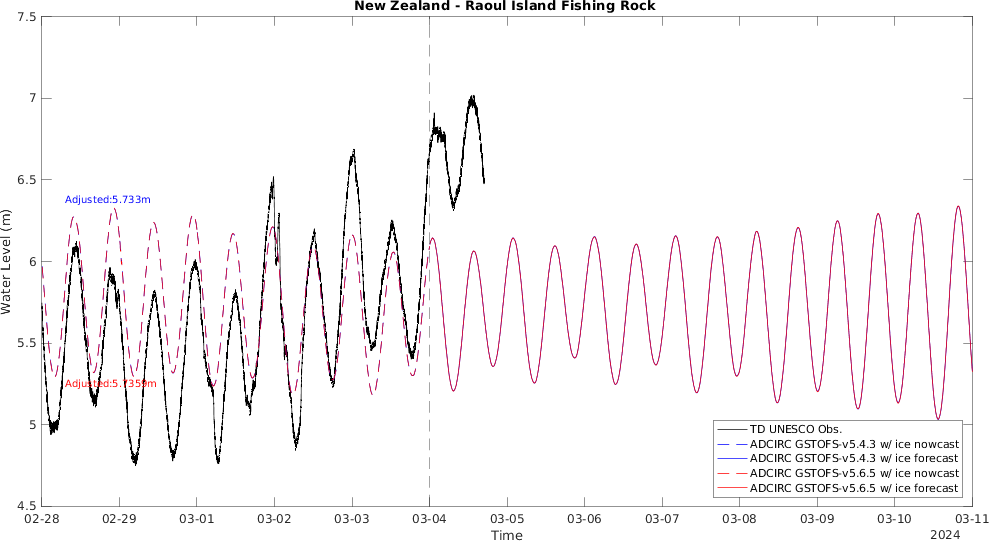 New Zealand - Raoul Island Fishing Rock
7.5
7
6.5
6
5.5
5
4.5
Water Level (m)
Adjusted:5.733m
Adjusted:5.7359m
TD UNESCO Obs.
ADCIRC GSTOFS-v5.4.3 w/ ice nowcast
ADCIRC GSTOFS-v5.4.3 w/ ice forecast
ADCIRC GSTOFS-v5.6.5 w/ ice nowcast
ADCIRC GSTOFS-v5.6.5 w/ ice forecast
02-28 02-29 03-01 03-02 03-03 03-04 03-05 03-06 03-07 03-08 03-09 03-10 03-11
Time
2024